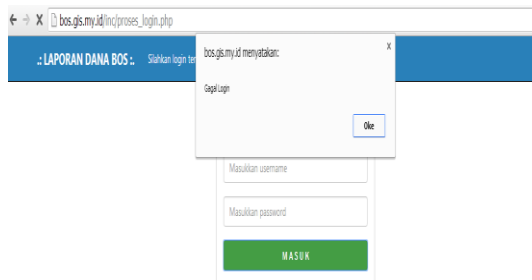 bos.gis.my.id/inc/proses_login.php
.: LAPORAN DANA BOS :. Silahkan login ter
bos.gis.my.id menyatakan:
x
Gagal Login
Oke
Masukkan username
Masukkan password
MASUK